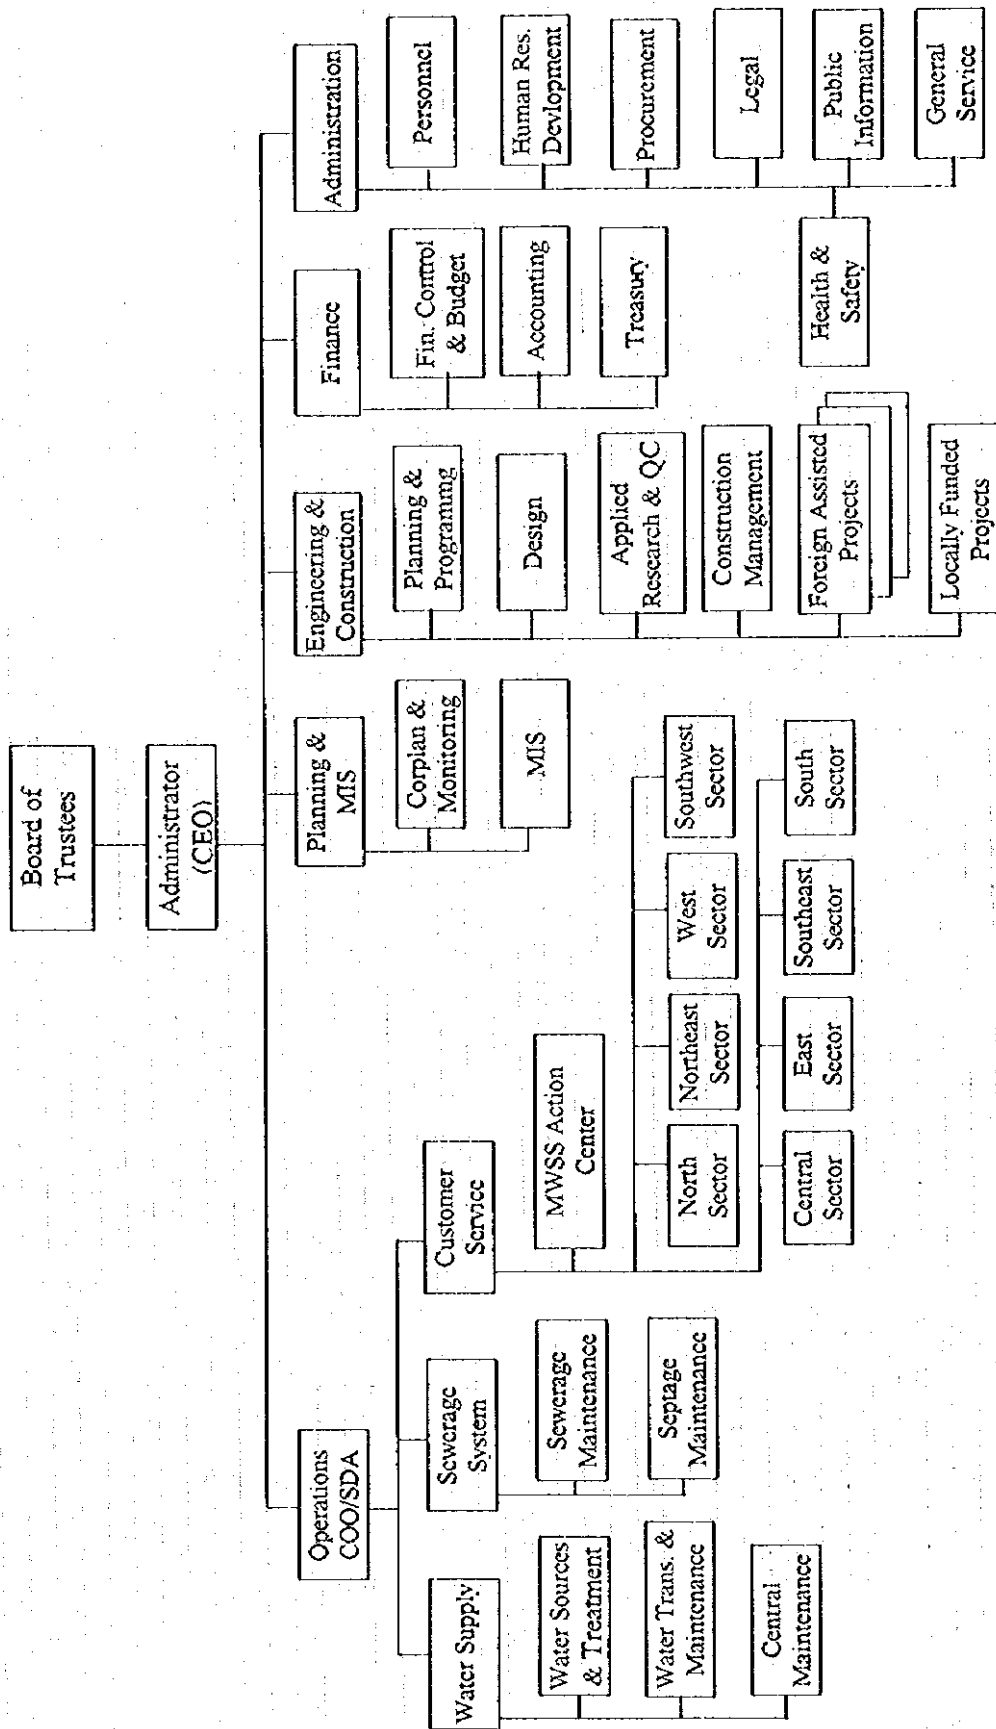 Board of
Trustees
Administrator
(CEO)
Operations
COO/SDA
Planning &
MIS
Engineering &
Construction
Finance
Administration
Water Supply
Water Sources
& Treatment
Water Trans. &
Maintenance
Central
Maintenance
Sewerage
System
Sewerage
Maintenance
Septage
Maintenance
Customer
Service
MWSS Action
Center
North
Sector
Northeast
Sector
West
Sector
Southwest
Sector
Central
Sector
East
Sector
Southeast
Sector
South
Sector
Corplan &
Monitoring
MIS
Planning &
Programing
Design
Applied
Research & QC
Construction
Management
Foreign Assisted
Projects
Locally Funded
Projects
Fin. Control
& Budget
Accounting
Treasury
Personnel
Human Res.
Devlopment
Procurement
Legal
Health &
Safety
Public
Information
General
Service